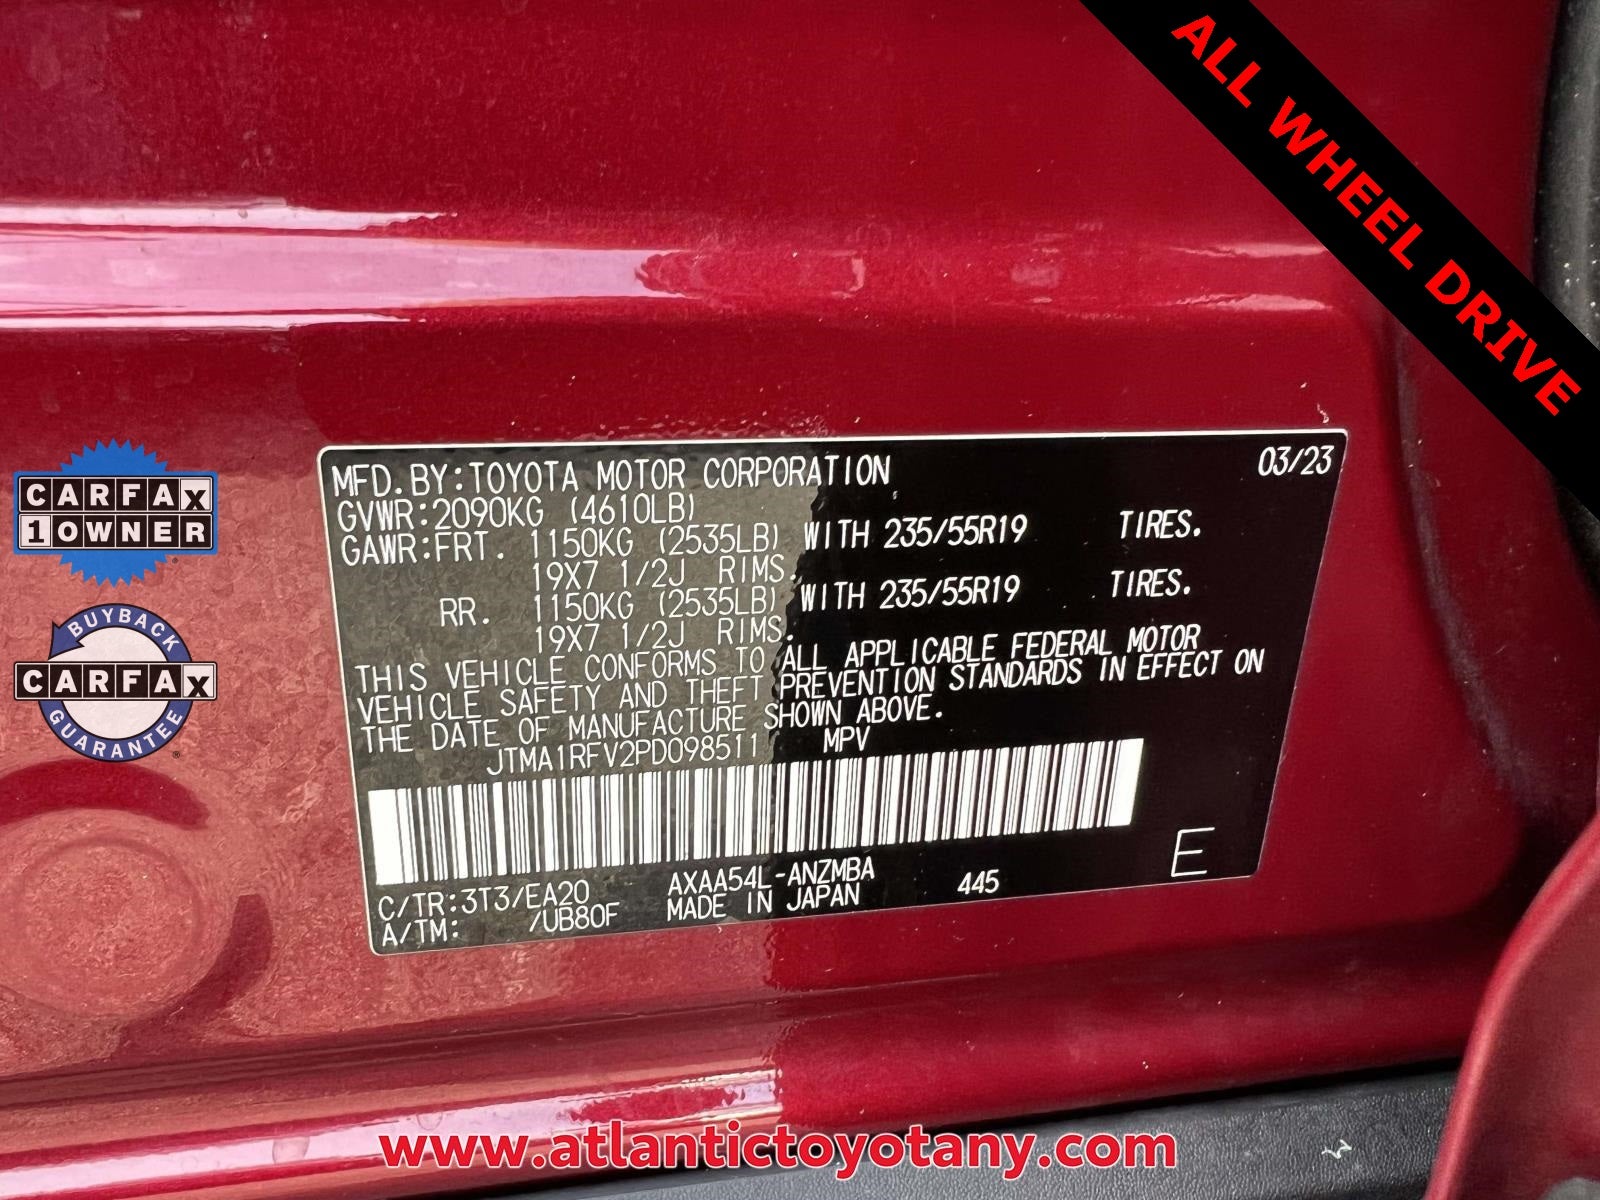 ALL WHEEL DRIVE
MFD. BY: TOYOTA MOTOR CORPORATION 03/23
GVWR: 2090KG (4610LB)
GAWR: FRT. 1150KG (2535LB) WITH 235/55R19 TIRES.
19X7 1/2J RIMS.
RR. 1150KG (2535LB) WITH 235/55R19 TIRES.
19X7 1/2J RIMS.
THIS VEHICLE CONFORMS TO ALL APPLICABLE FEDERAL MOTOR
VEHICLE SAFETY AND THEFT PREVENTION STANDARDS IN EFFECT ON
THE DATE OF MANUFACTURE SHOWN ABOVE.
JTMA1RFV2PD098511 MPV
C/TR: 3T3/EA20 AXAA54L-ANZMBA 445 E
A/TM: /UB80F MADE IN JAPAN
CARFAX
1 OWNER
BUYBACK
CARFAX
GUARANTEE
www.atlantictoyotany.com